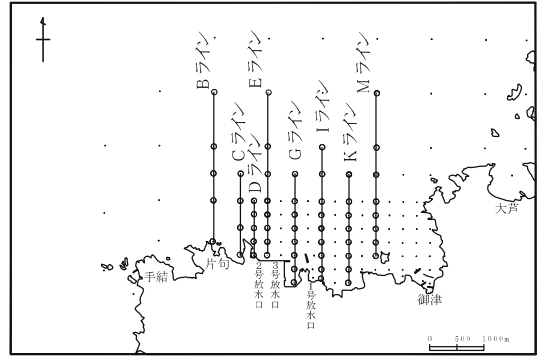 Bライン
Cライン
Dライン
Eライン
Gライン
Iライン
Kライン
Mライン
大芦
手結
片句
2号放水口
3号放水口
1号放水口
御津
0 500 1000m